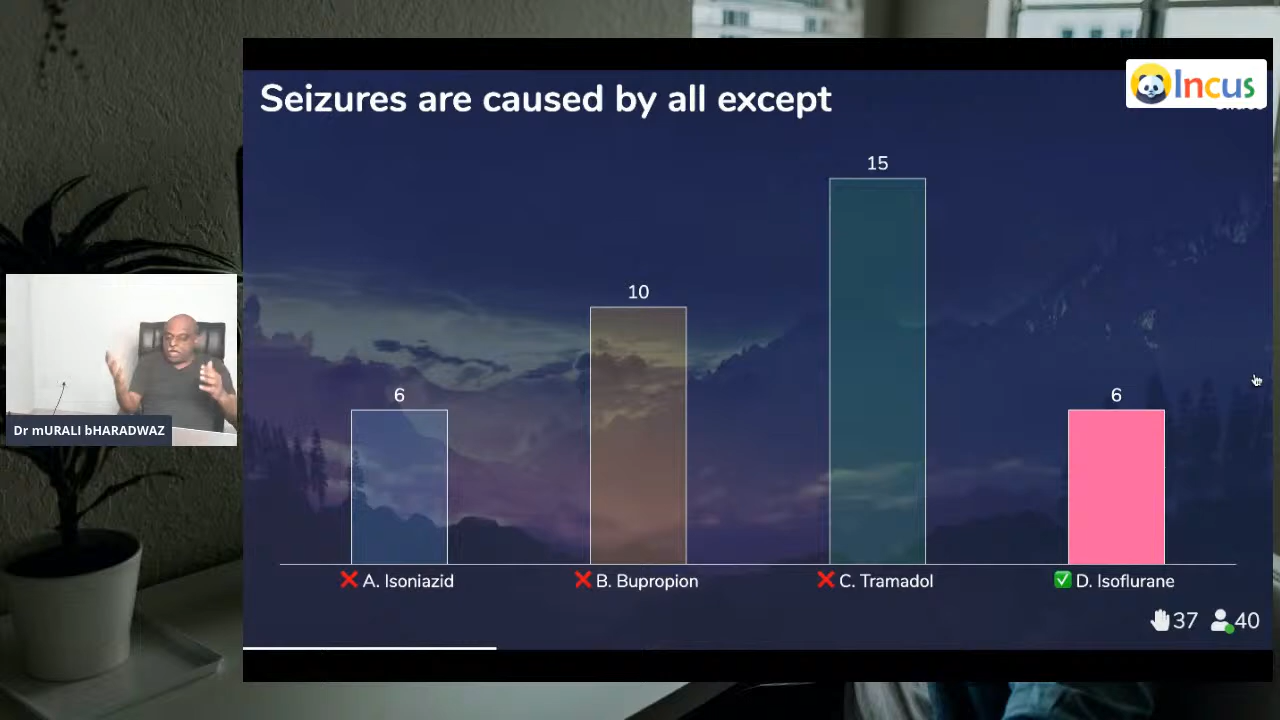 Seizures are caused by all except
Incus
15
10
6
6
Dr mURALI bHARADWAZ
❌ A. Isoniazid
❌ B. Bupropion
❌ C. Tramadol
✅ D. Isoflurane
37
40